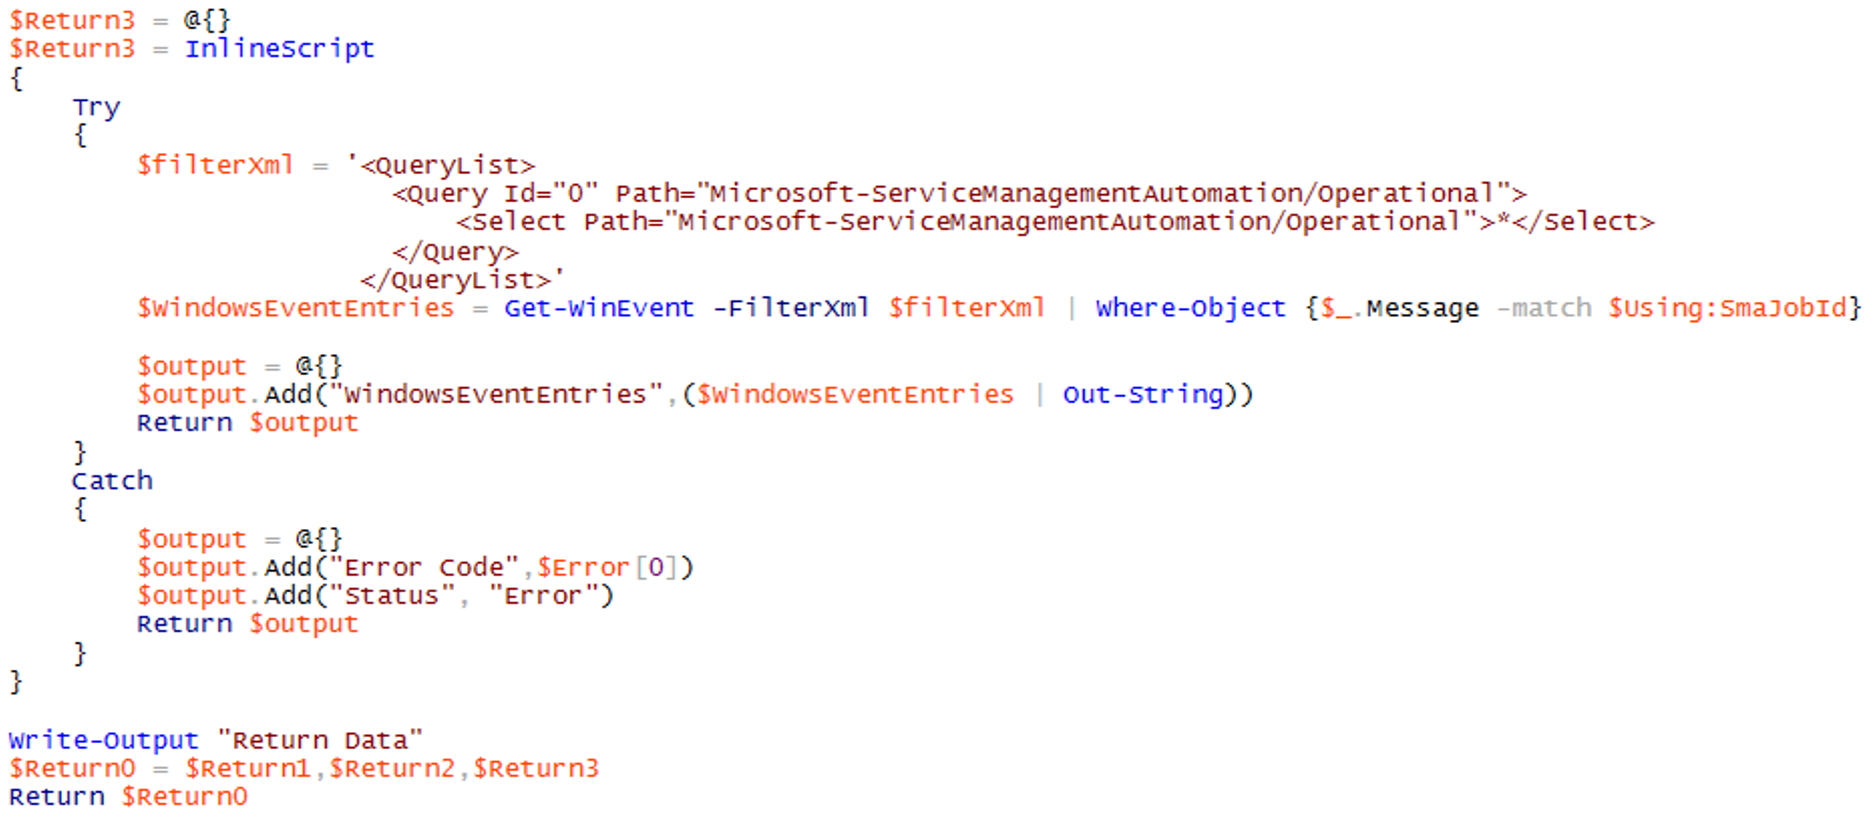 $Return3 = @{}
$Return3 = InlineScript
{
    Try
    {
        $filterXml = '<QueryList>
                        <Query Id="0" Path="Microsoft-ServiceManagementAutomation/Operational">
                            <Select Path="Microsoft-ServiceManagementAutomation/Operational">*</Select>
                        </Query>
                      </QueryList>'
        $WindowsEventEntries = Get-WinEvent -FilterXml $filterXml | Where-Object {$_.Message -match $Using:SmaJobId}

        $output = @{}
        $output.Add("WindowsEventEntries",($WindowsEventEntries | Out-String))
        Return $output
    }
    Catch
    {
        $output = @{}
        $output.Add("Error Code",$Error[0])
        $output.Add("Status", "Error")
        Return $output
    }
}

Write-Output "Return Data"
$Return0 = $Return1,$Return2,$Return3
Return $Return0